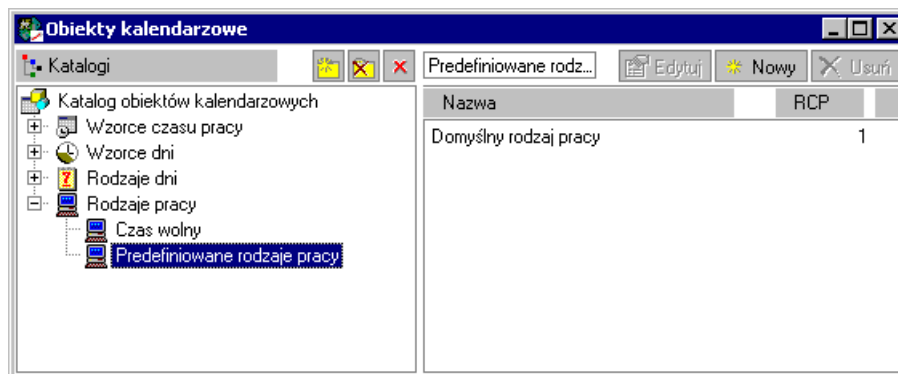 Obiekty kalendarzowe
Katalogi
Predefiniowane rodz... Edytuj Nowy Usuń
Katalog obiektów kalendarzowych
Wzorce czasu pracy
Wzorce dni
Rodzaje dni
Rodzaje pracy
Czas wolny
Predefiniowane rodzaje pracy
Nazwa RCP
Domyślny rodzaj pracy 1